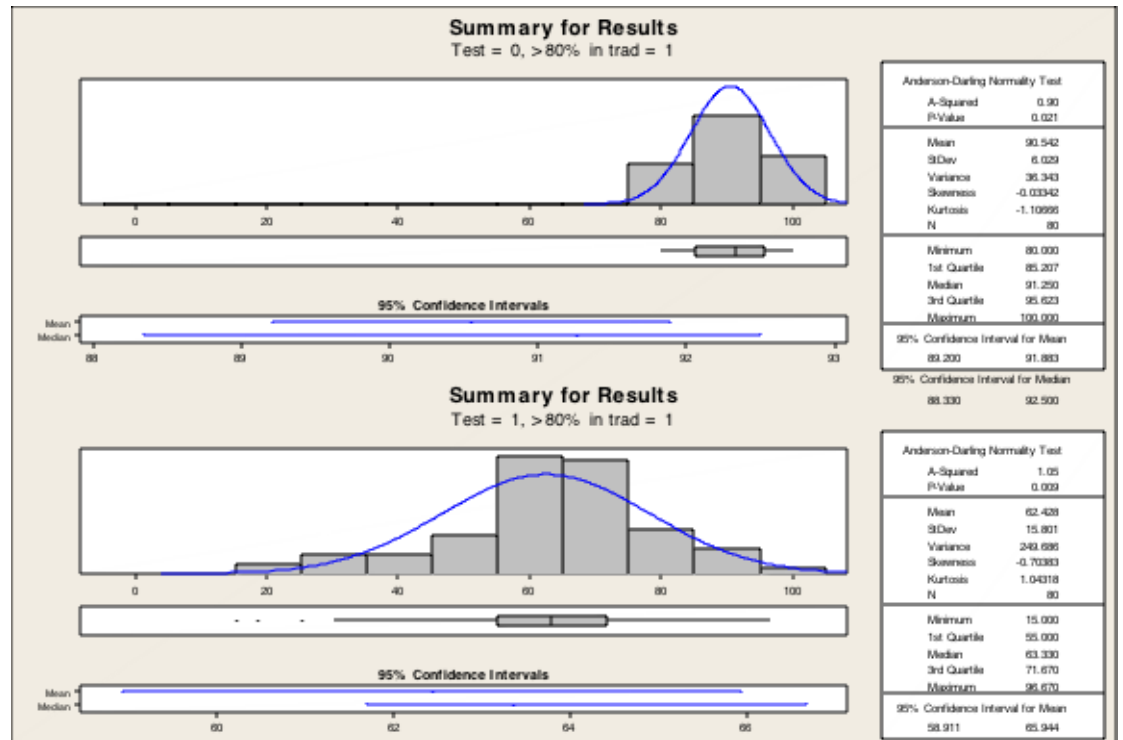 Summary for Results
Test = 0, >80% in trad = 1
0 20 40 60 80 100
95% Confidence Intervals
Mean
Median
88 89 90 91 92 93
Anderson-Darling Normality Test
A-Squared 0.90
P-Value 0.021
Mean 90.542
StDev 6.029
Variance 36.343
Skewness -0.03342
Kurtosis -1.10666
N 80
Minimum 80.000
1st Quartile 85.207
Median 91.250
3rd Quartile 95.623
Maximum 100.000
95% Confidence Interval for Mean
89.200 91.883
95% Confidence Interval for Median
88.330 92.500
Summary for Results
Test = 1, >80% in trad = 1
0 20 40 60 80 100
95% Confidence Intervals
Mean
Median
60 62 64 66
Anderson-Darling Normality Test
A-Squared 1.05
P-Value 0.009
Mean 62.428
StDev 15.801
Variance 249.686
Skewness -0.70383
Kurtosis 1.04318
N 80
Minimum 15.000
1st Quartile 55.000
Median 63.330
3rd Quartile 71.670
Maximum 96.670
95% Confidence Interval for Mean
58.911 65.944